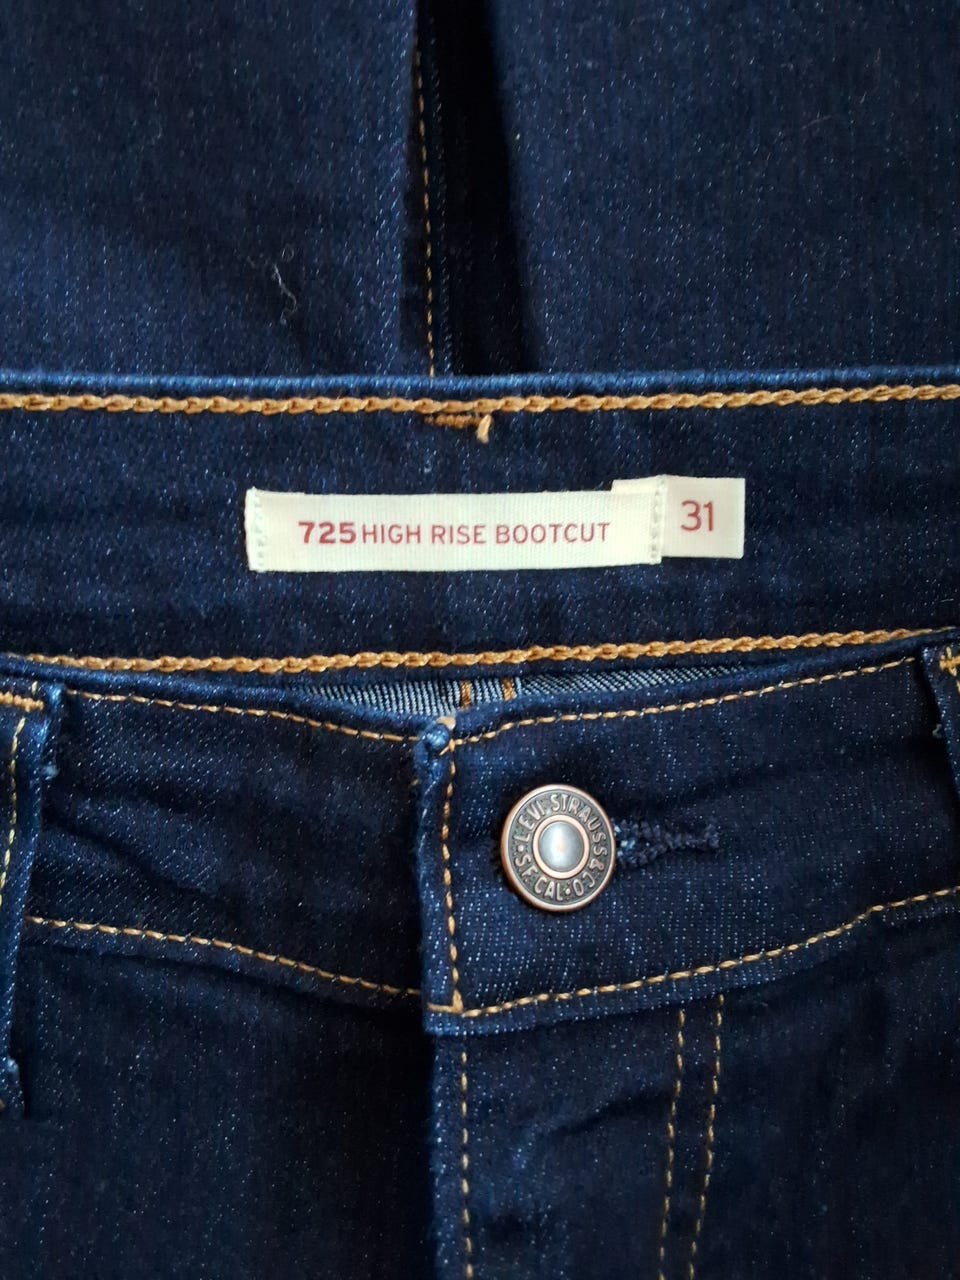 725 HIGH RISE BOOTCUT
31
LEVI STRAUSS & CO·
·S.F. CAL·